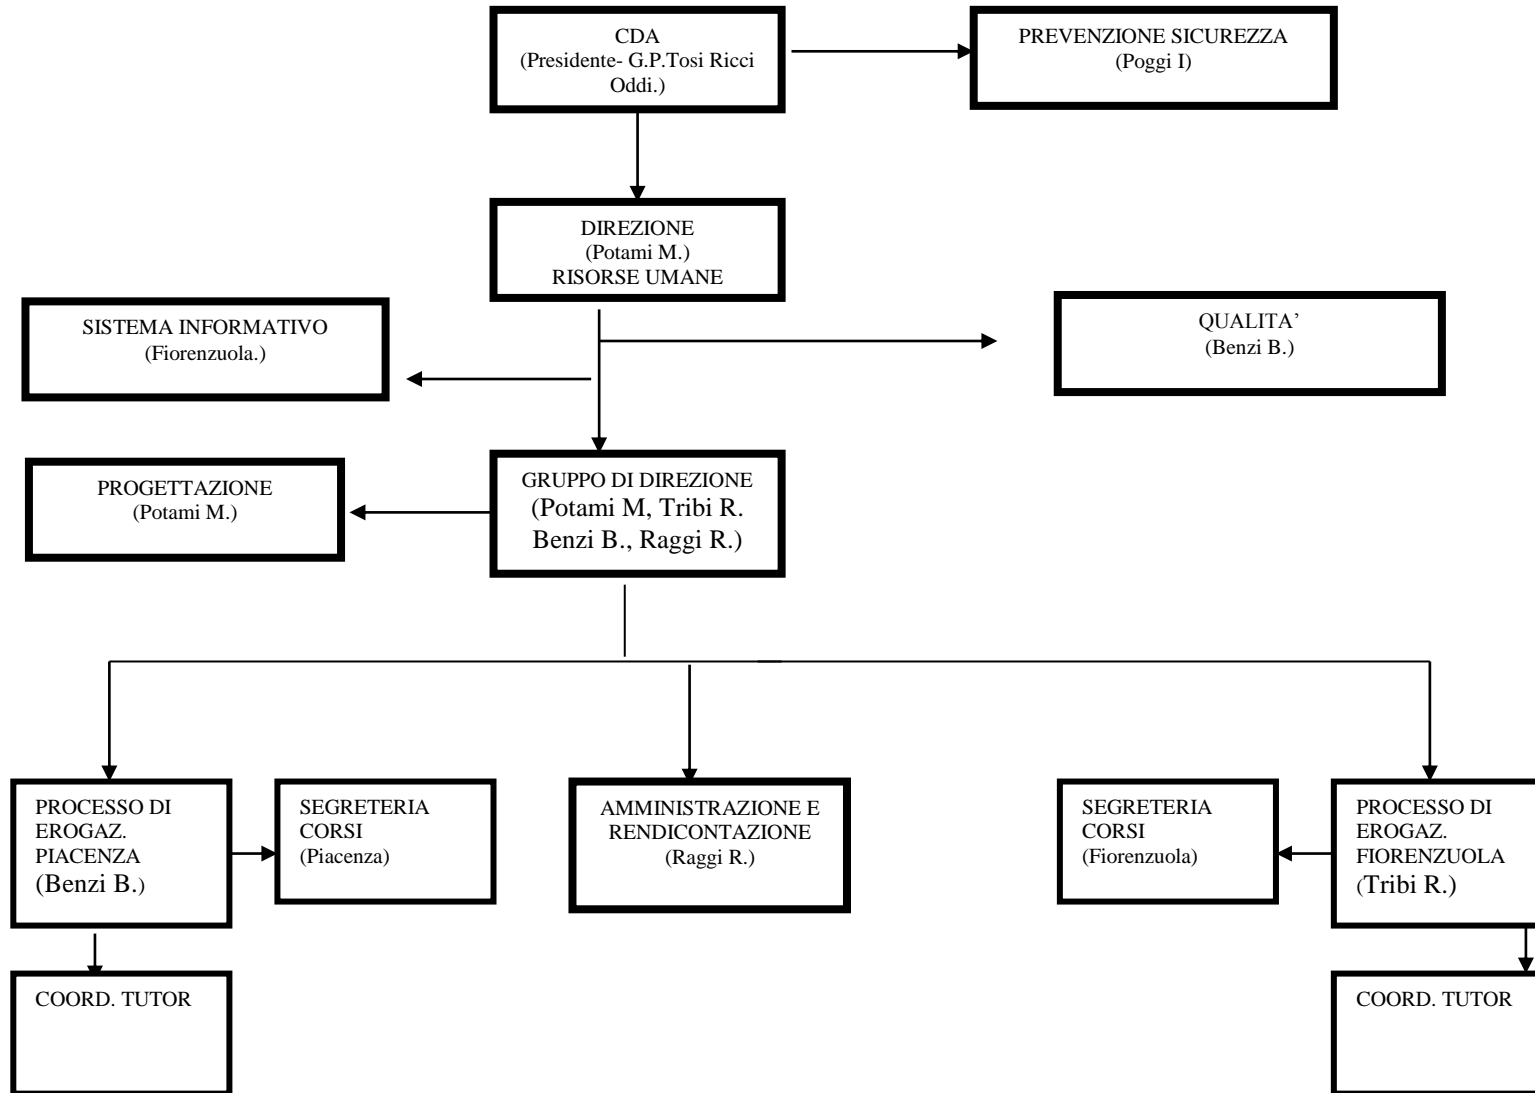 CDA
(Presidente- G.P.Tosi Ricci
Oddi.)
PREVENZIONE SICUREZZA
(Poggi I)
DIREZIONE
(Potami M.)
RISORSE UMANE
SISTEMA INFORMATIVO
(Fiorenzuola.)
QUALITA’
(Benzi B.)
PROGETTAZIONE
(Potami M.)
GRUPPO DI DIREZIONE
(Potami M, Tribi R.
Benzi B., Raggi R.)
PROCESSO DI
EROGAZ.
PIACENZA
(Benzi B.)
SEGRETERIA
CORSI
(Piacenza)
AMMINISTRAZIONE E
RENDICONTAZIONE
(Raggi R.)
SEGRETERIA
CORSI
(Fiorenzuola)
PROCESSO DI
EROGAZ.
FIORENZUOLA
(Tribi R.)
COORD. TUTOR
COORD. TUTOR